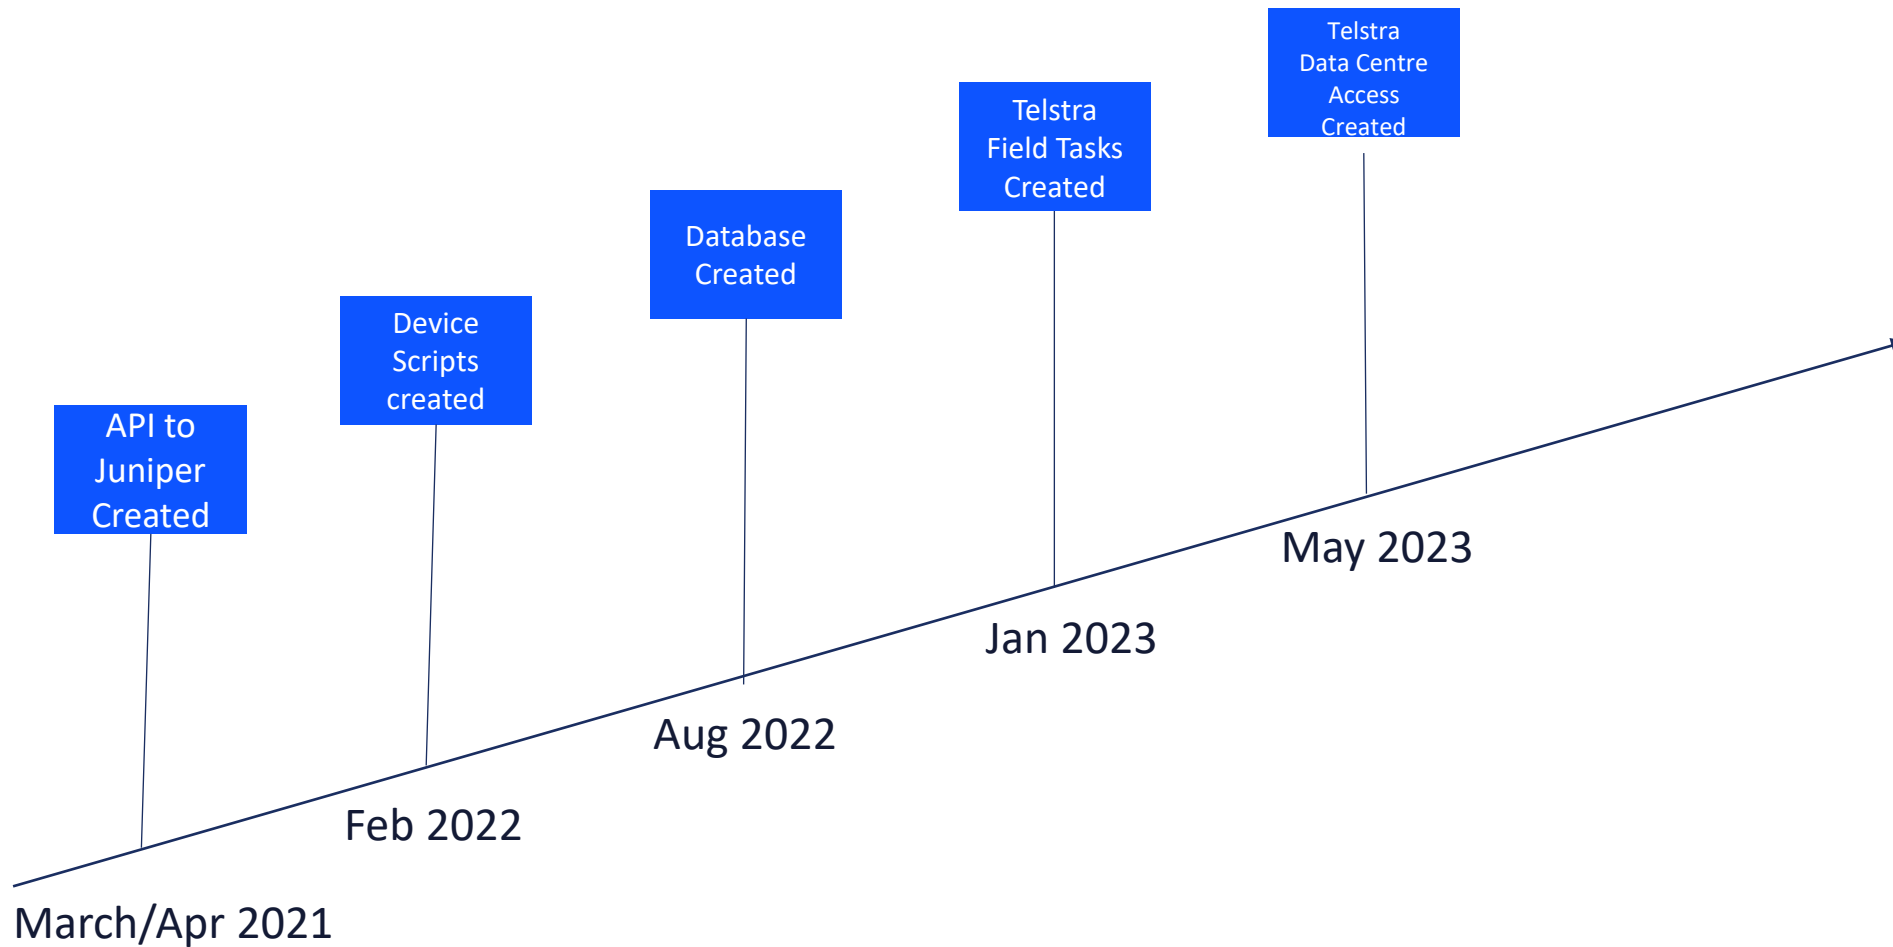 API to
Juniper
Created
Device
Scripts
created
Database
Created
Telstra
Field Tasks
Created
Telstra
Data Centre
Access
Created
March/Apr 2021
Feb 2022
Aug 2022
Jan 2023
May 2023